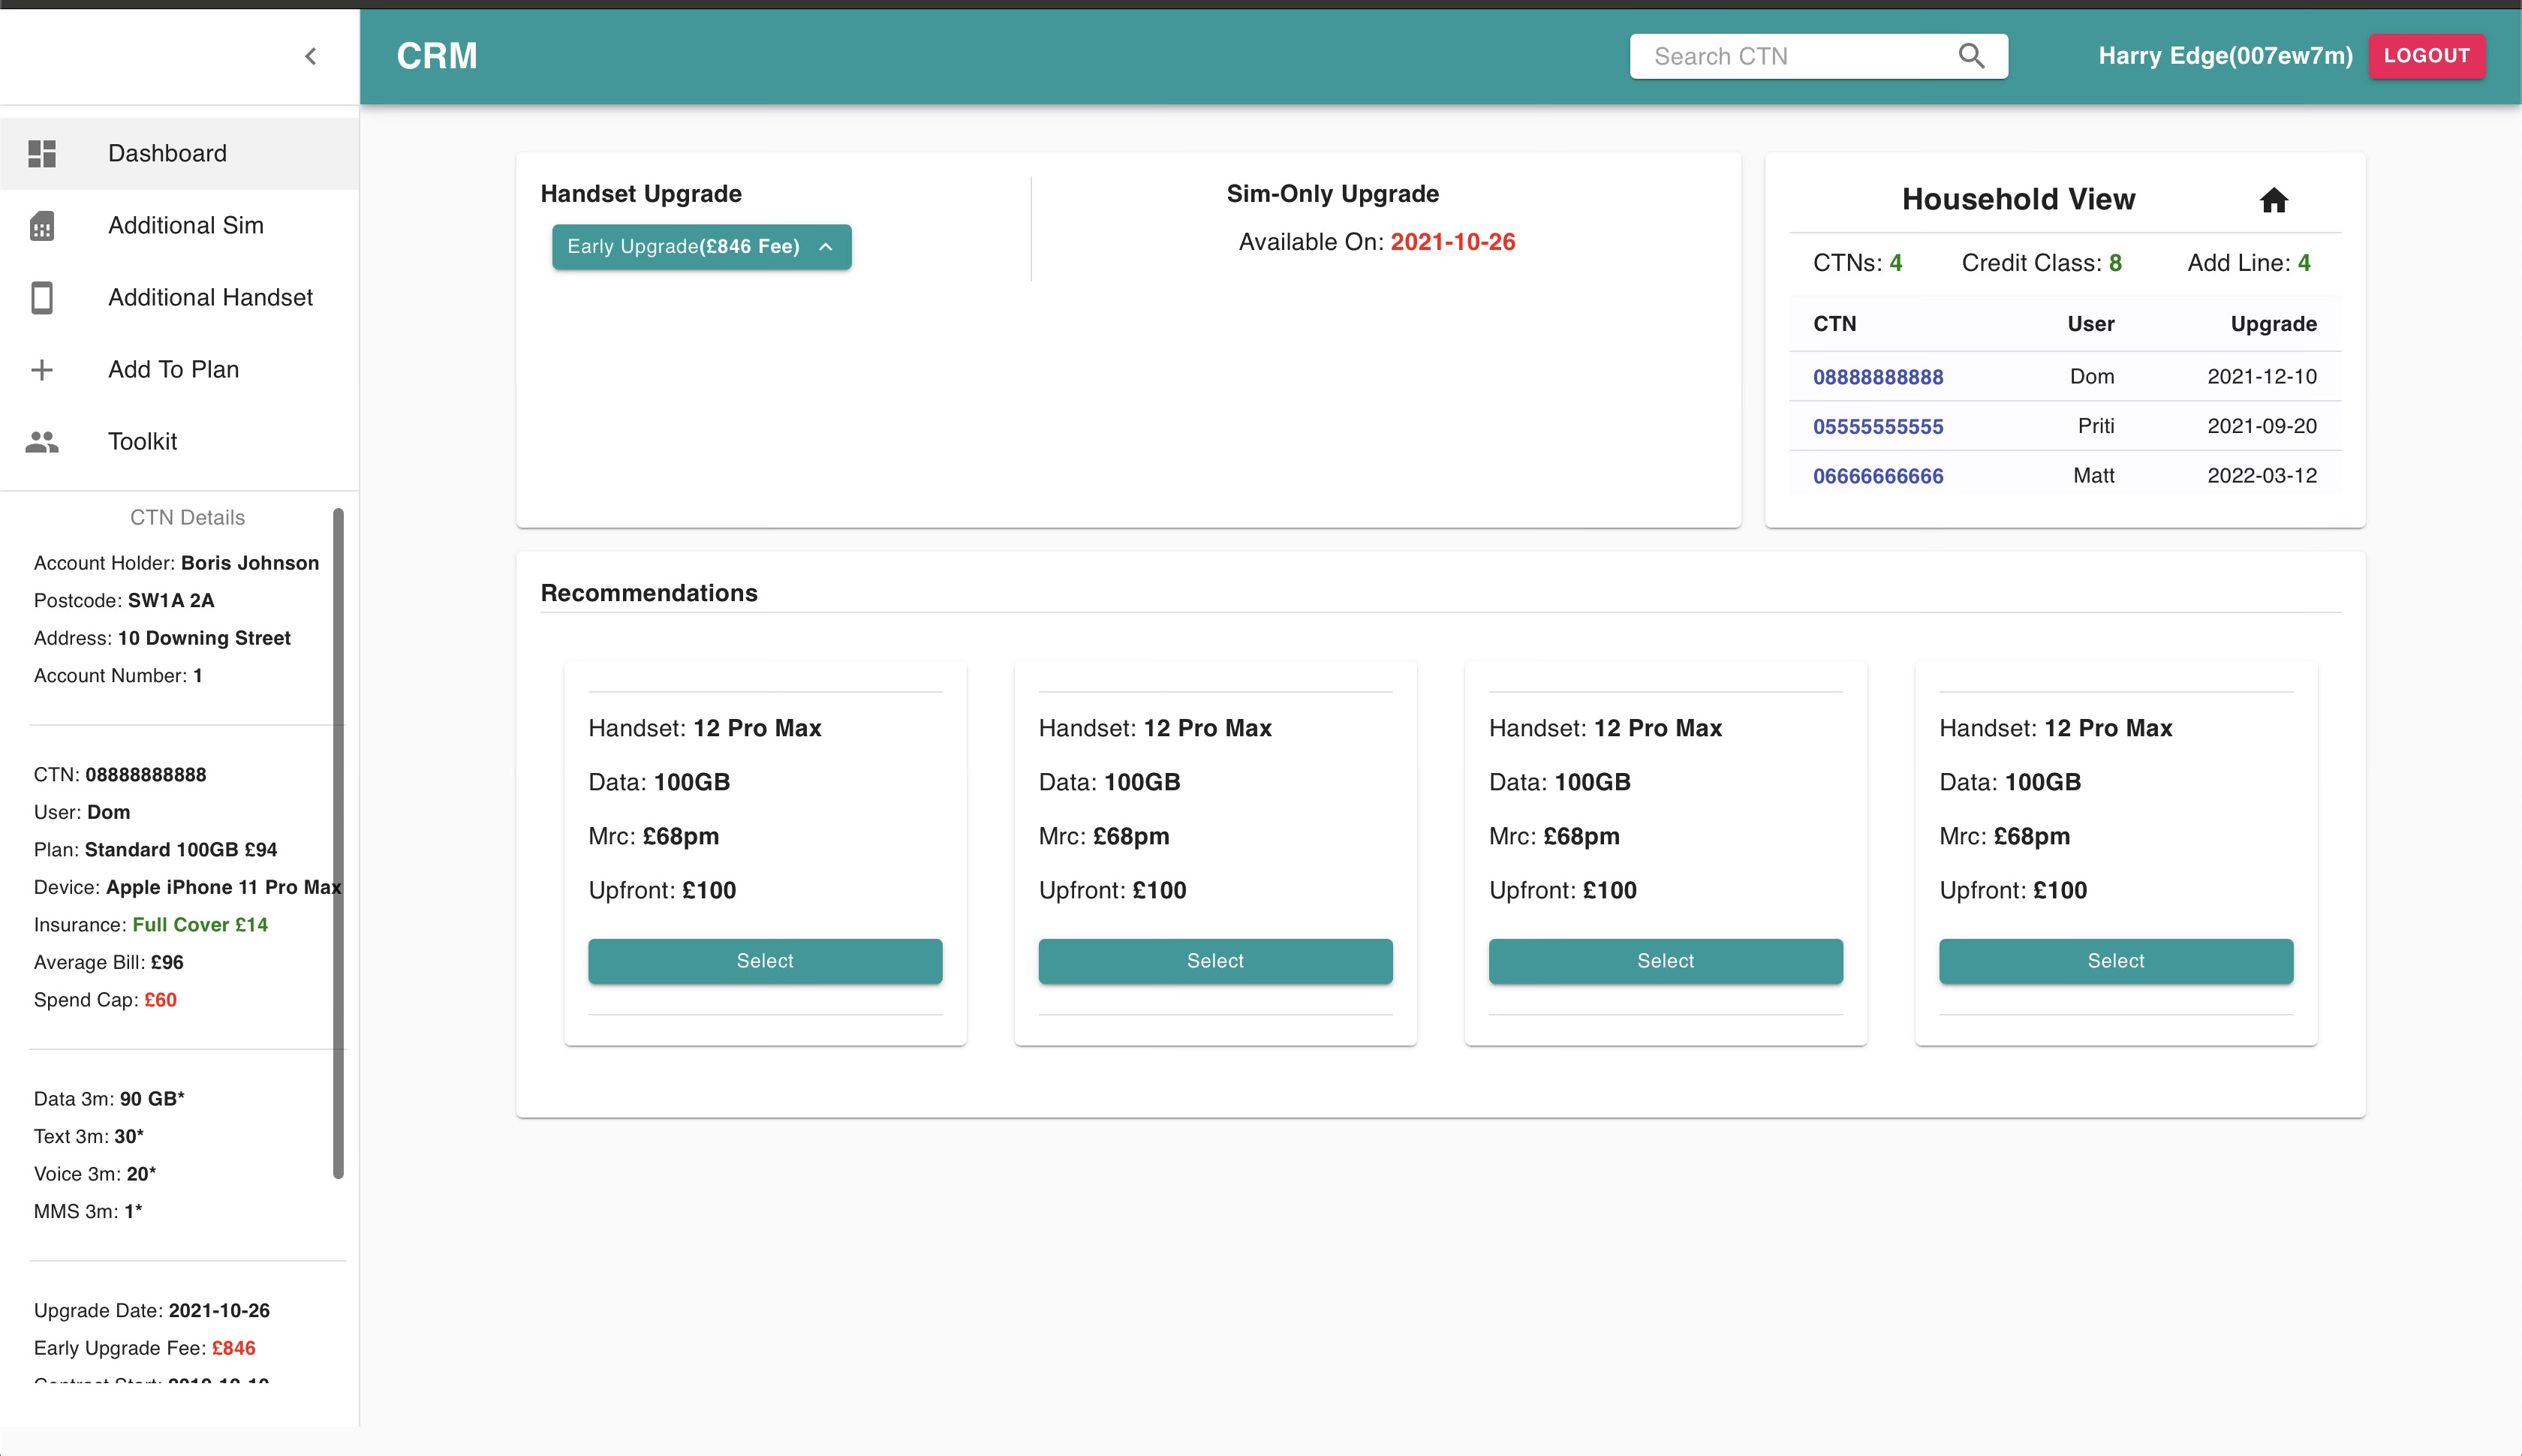 CRM
Search CTN
Harry Edge(007ew7m)
LOGOUT
Dashboard
Additional Sim
Additional Handset
Add To Plan
Toolkit
CTN Details
Account Holder: Boris Johnson
Postcode: SW1A 2A
Address: 10 Downing Street
Account Number: 1
CTN: 08888888888
User: Dom
Plan: Standard 100GB £94
Device: Apple iPhone 11 Pro Max
Insurance: Full Cover £14
Average Bill: £96
Spend Cap: £60
Data 3m: 90 GB*
Text 3m: 30*
Voice 3m: 20*
MMS 3m: 1*
Upgrade Date: 2021-10-26
Early Upgrade Fee: £846
Handset Upgrade
Early Upgrade(£846 Fee)
Sim-Only Upgrade
Available On: 2021-10-26
Household View
CTNs: 4 Credit Class: 8 Add Line: 4
CTN User Upgrade
08888888888 Dom 2021-12-10
05555555555 Priti 2021-09-20
06666666666 Matt 2022-03-12
Recommendations
Handset: 12 Pro Max
Data: 100GB
Mrc: £68pm
Upfront: £100
Select
Handset: 12 Pro Max
Data: 100GB
Mrc: £68pm
Upfront: £100
Select
Handset: 12 Pro Max
Data: 100GB
Mrc: £68pm
Upfront: £100
Select
Handset: 12 Pro Max
Data: 100GB
Mrc: £68pm
Upfront: £100
Select